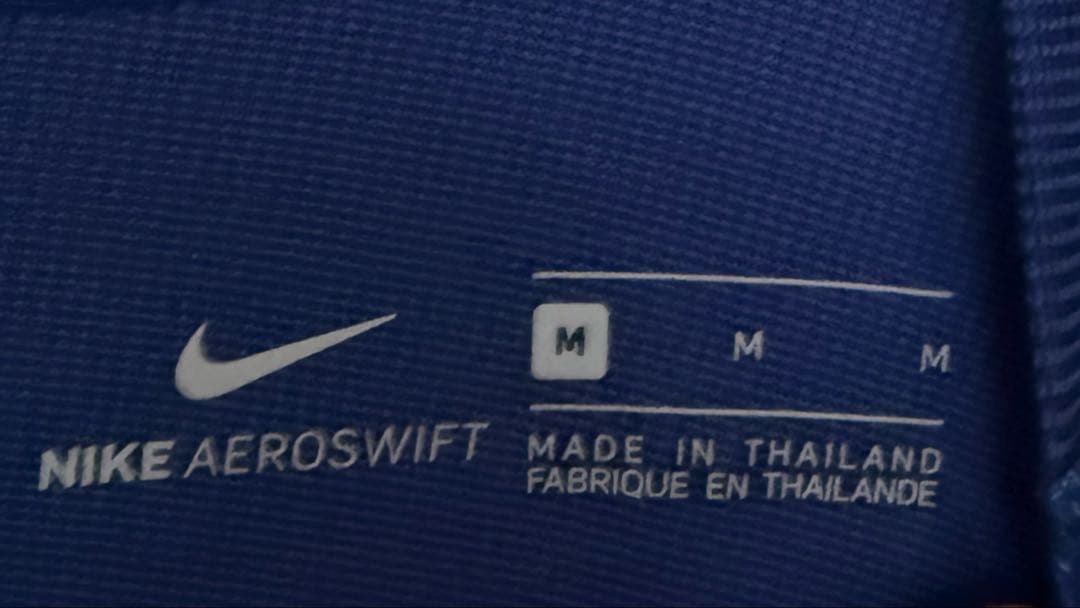 NIKE AEROSWIFT
M M M
MADE IN THAILAND
FABRIQUE EN THAILANDE